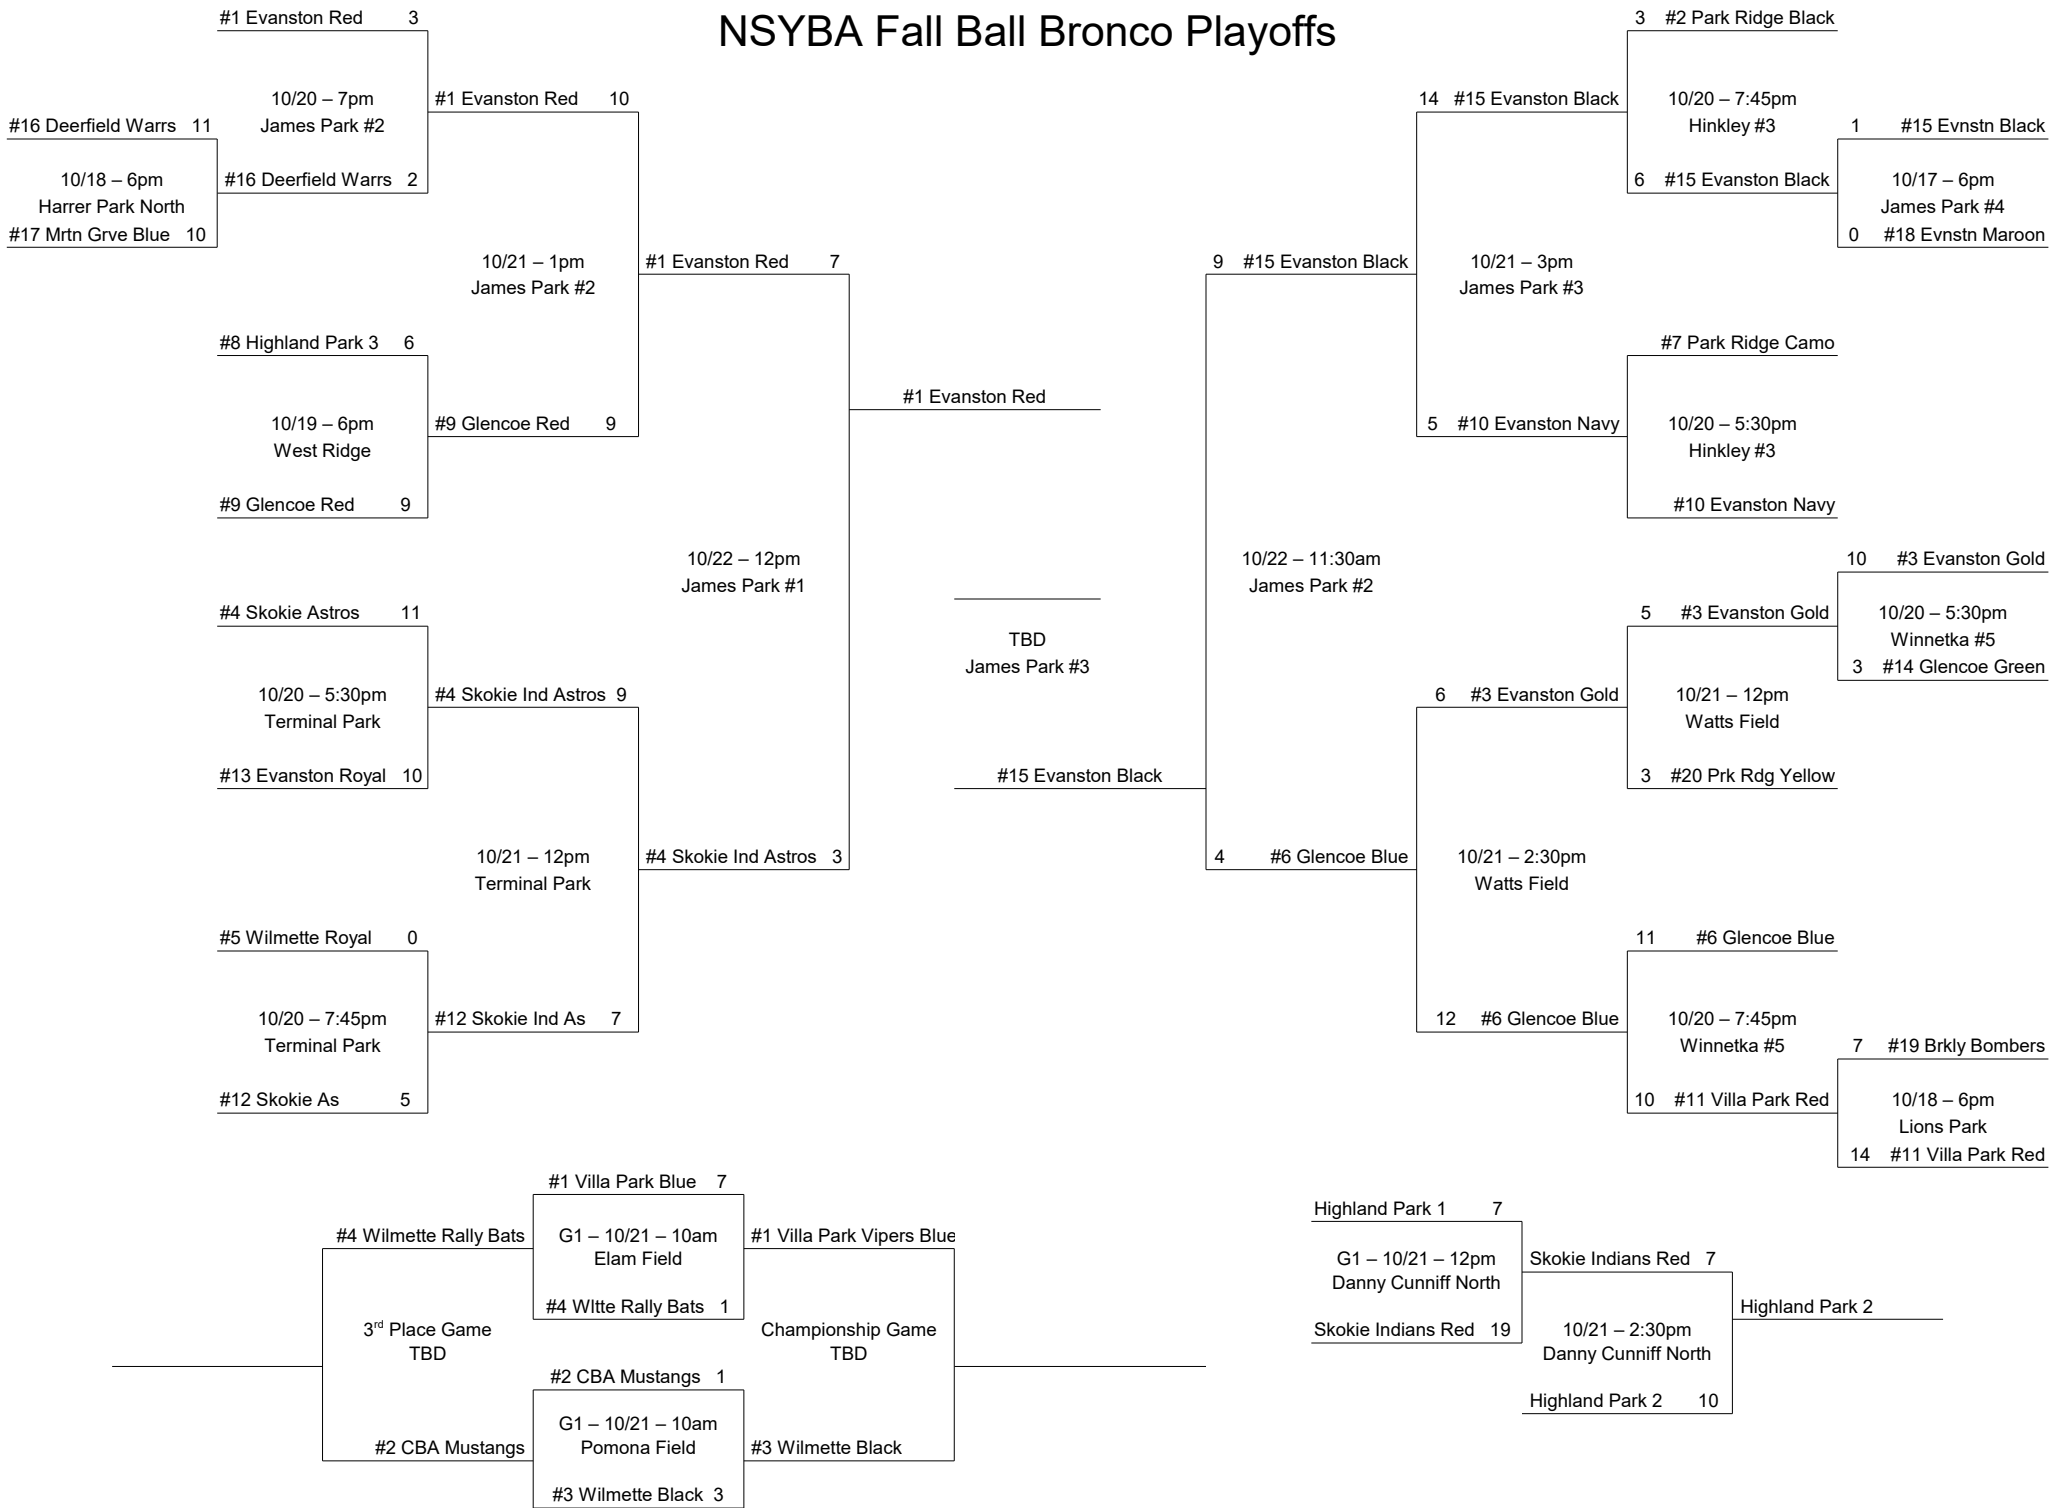 NSYBA Fall Ball Bronco Playoffs
#1 Evanston Red 3
10/20 – 7pm
James Park #2
#16 Deerfield Warrs 11
10/18 – 6pm
Harrer Park North
#17 Mrtn Grve Blue 10
#16 Deerfield Warrs 2
#1 Evanston Red 10
10/21 – 1pm
James Park #2
#8 Highland Park 3 6
10/19 – 6pm
West Ridge
#9 Glencoe Red 9
#9 Glencoe Red 9
#1 Evanston Red 7
10/22 – 12pm
James Park #1
#4 Skokie Astros 11
10/20 – 5:30pm
Terminal Park
#13 Evanston Royal 10
#4 Skokie Ind Astros 9
10/21 – 12pm
Terminal Park
#5 Wilmette Royal 0
10/20 – 7:45pm
Terminal Park
#12 Skokie As 5
#12 Skokie Ind As 7
#4 Skokie Ind Astros 3
#1 Evanston Red
TBD
James Park #3
#15 Evanston Black
9 #15 Evanston Black
10/22 – 11:30am
James Park #2
4 #6 Glencoe Blue
14 #15 Evanston Black
10/21 – 3pm
James Park #3
5 #10 Evanston Navy
3 #2 Park Ridge Black
10/20 – 7:45pm
Hinkley #3
6 #15 Evanston Black
1 #15 Evnstn Black
10/17 – 6pm
James Park #4
0 #18 Evnstn Maroon
#7 Park Ridge Camo
10/20 – 5:30pm
Hinkley #3
#10 Evanston Navy
10 #3 Evanston Gold
10/20 – 5:30pm
Winnetka #5
3 #14 Glencoe Green
5 #3 Evanston Gold
10/21 – 12pm
Watts Field
3 #20 Prk Rdg Yellow
6 #3 Evanston Gold
10/21 – 2:30pm
Watts Field
12 #6 Glencoe Blue
11 #6 Glencoe Blue
10/20 – 7:45pm
Winnetka #5
10 #11 Villa Park Red
7 #19 Brkly Bombers
10/18 – 6pm
Lions Park
14 #11 Villa Park Red
#1 Villa Park Blue 7
G1 – 10/21 – 10am
Elam Field
#4 Wltte Rally Bats 1
#4 Wilmette Rally Bats
3rd Place Game
TBD
#2 CBA Mustangs
#1 Villa Park Vipers Blue
Championship Game
TBD
#3 Wilmette Black
#2 CBA Mustangs 1
G1 – 10/21 – 10am
Pomona Field
#3 Wilmette Black 3
Highland Park 1 7
G1 – 10/21 – 12pm
Danny Cunniff North
Skokie Indians Red 19
Skokie Indians Red 7
10/21 – 2:30pm
Danny Cunniff North
Highland Park 2 10
Highland Park 2